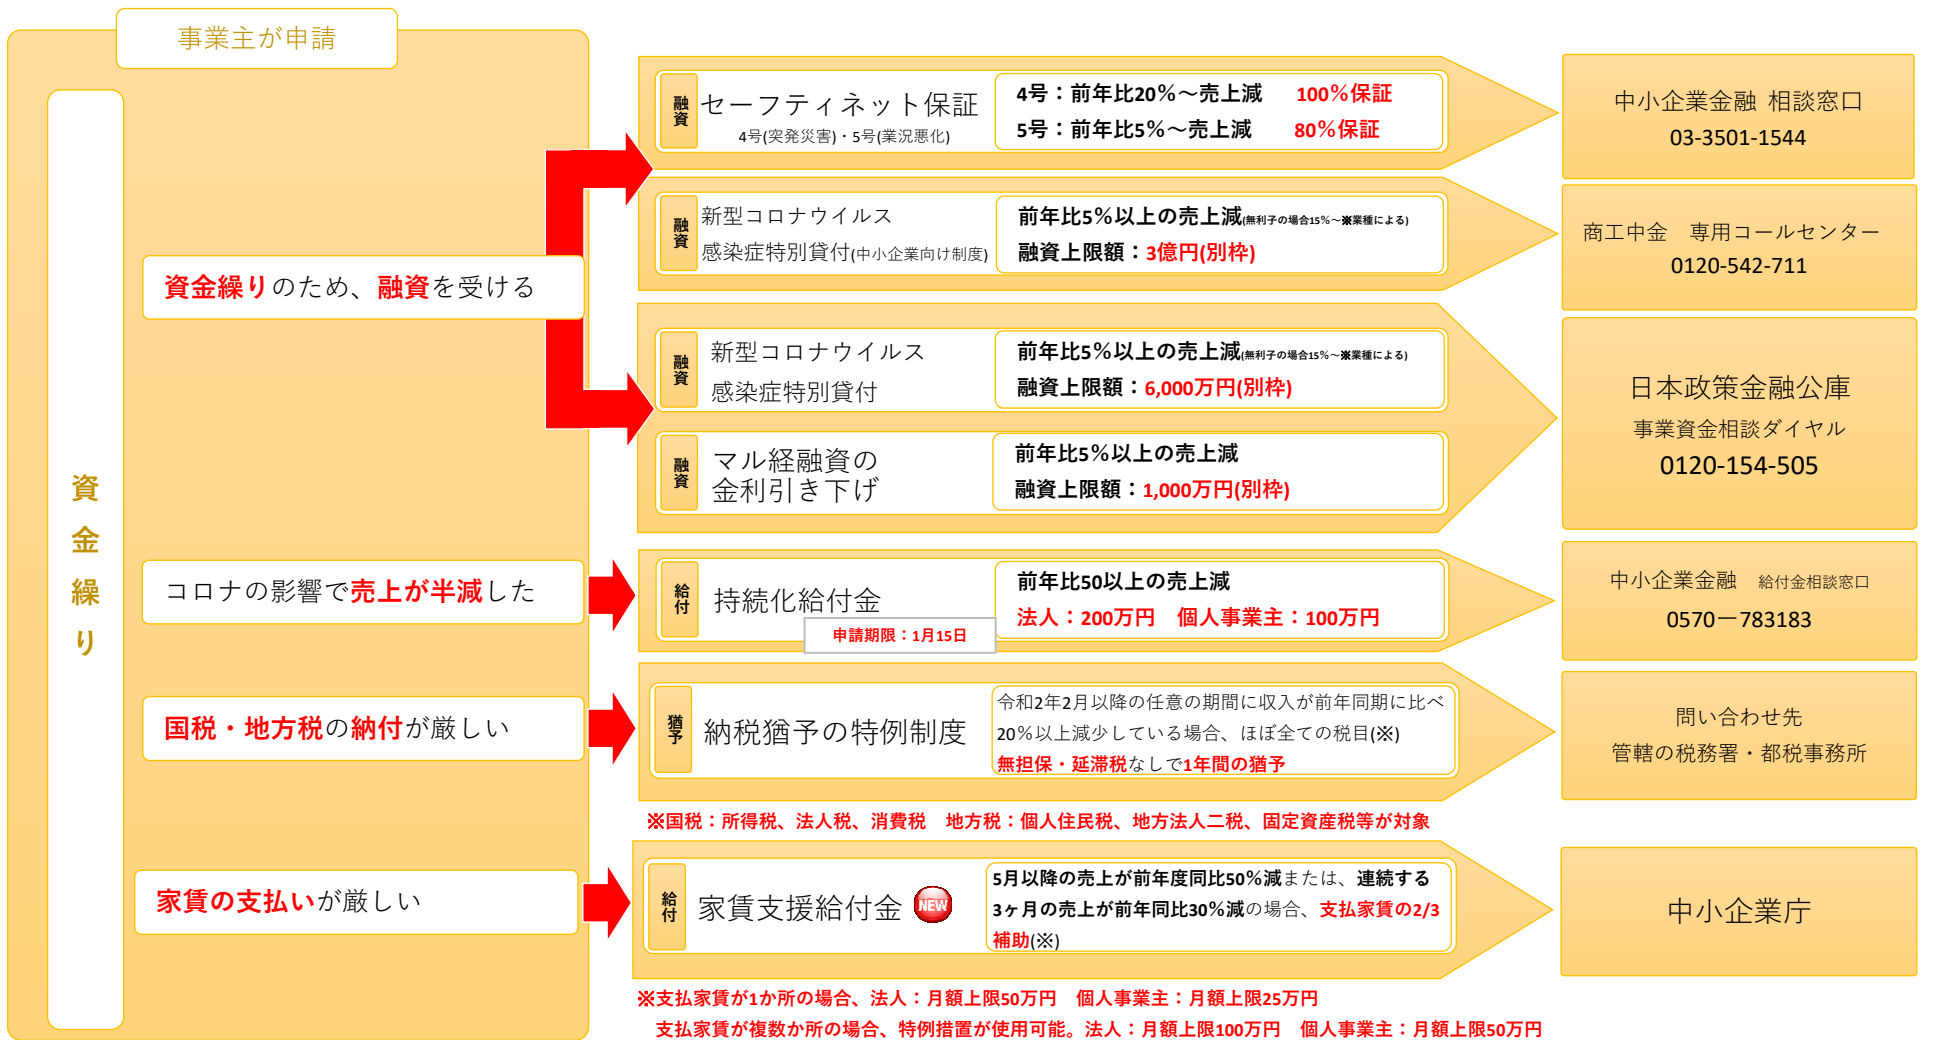 事業主が申請
資金繰り
資金繰りのため、融資を受ける
融資
セーフティネット保証
4号(突発災害)・5号(業況悪化)
4号：前年比20％～売上減　100％保証
5号：前年比5％～売上減　80％保証
中小企業金融 相談窓口
03-3501-1544
融資
新型コロナウイルス
感染症特別貸付(中小企業向け制度)
前年比5％以上の売上減(無利子の場合15％～※業種による)
融資上限額：3億円(別枠)
商工中金　専用コールセンター
0120-542-711
融資
新型コロナウイルス
感染症特別貸付
前年比5％以上の売上減(無利子の場合15％～※業種による)
融資上限額：6,000万円(別枠)
融資
マル経融資の
金利引き下げ
前年比5％以上の売上減
融資上限額：1,000万円(別枠)
日本政策金融公庫
事業資金相談ダイヤル
0120-154-505
コロナの影響で売上が半減した
給付
持続化給付金
申請期限：1月15日
前年比50以上の売上減
法人：200万円　個人事業主：100万円
中小企業金融　給付金相談窓口
0570ー783183
国税・地方税の納付が厳しい
猶予
納税猶予の特例制度
令和2年2月以降の任意の期間に収入が前年同期に比べ
20％以上減少している場合、ほぼ全ての税目(※)
無担保・延滞税なしで1年間の猶予
問い合わせ先
管轄の税務署・都税事務所
※国税：所得税、法人税、消費税　地方税：個人住民税、地方法人二税、固定資産税等が対象
家賃の支払いが厳しい
給付
家賃支援給付金
NEW
5月以降の売上が前年度同比50％減または、連続する
3ヶ月の売上が前年同比30％減の場合、支払家賃の2/3
補助(※)
中小企業庁
※支払家賃が1か所の場合、法人：月額上限50万円　個人事業主：月額上限25万円
支払家賃が複数か所の場合、特例措置が使用可能。法人：月額上限100万円　個人事業主：月額上限50万円